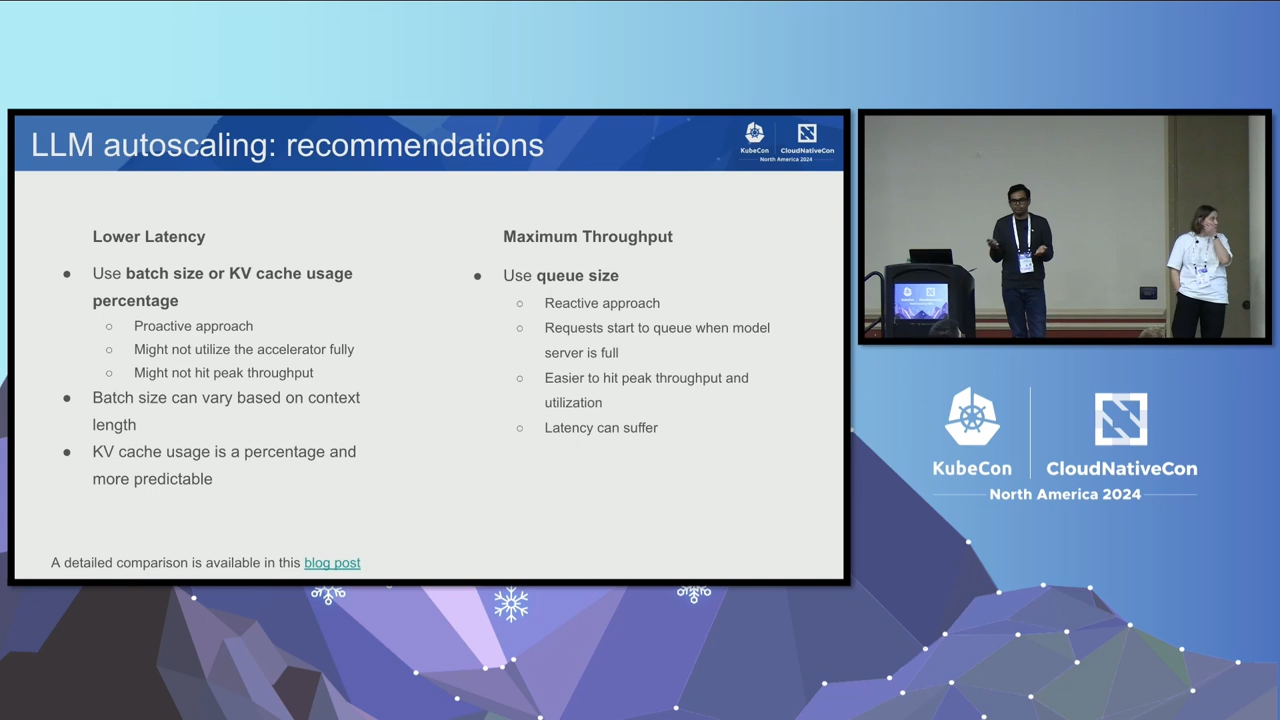 LLM autoscaling: recommendations
KubeCon
CloudNativeCon
North America 2024
Lower Latency
● Use batch size or KV cache usage
percentage
○ Proactive approach
○ Might not utilize the accelerator fully
○ Might not hit peak throughput
● Batch size can vary based on context
length
● KV cache usage is a percentage and
more predictable
Maximum Throughput
● Use queue size
○ Reactive approach
○ Requests start to queue when model
server is full
○ Easier to hit peak throughput and
utilization
○ Latency can suffer
A detailed comparison is available in this blog post
KubeCon
CloudNativeCon
North America 2024